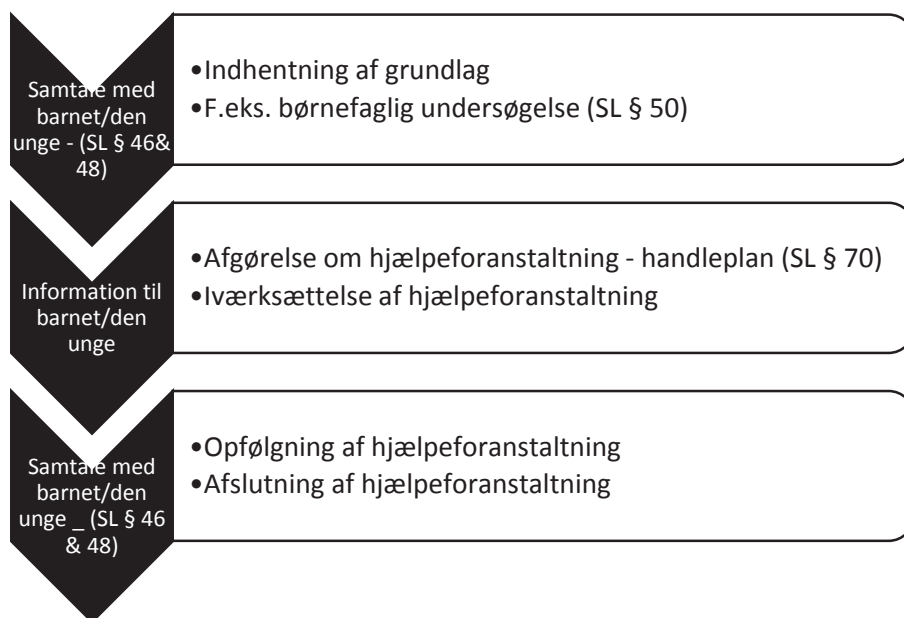 Samtale med
barnet/den
unge - (SL § 46&
48)
•Indhentning af grundlag
•F.eks. børnefaglig undersøgelse (SL § 50)
Information til
barnet/den
unge
•Afgørelse om hjælpeforanstaltning - handleplan (SL § 70)
•Iværksættelse af hjælpeforanstaltning
Samtale med
barnet/den
unge _ (SL § 46
& 48)
•Opfølgning af hjælpeforanstaltning
•Afslutning af hjælpeforanstaltning